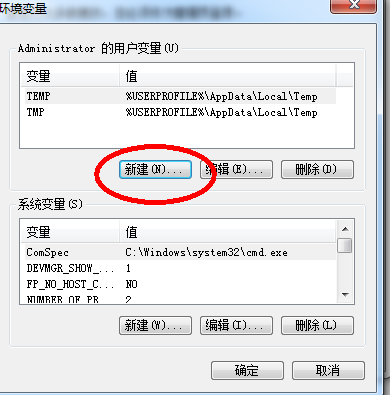 环境变量
Administrator 的用户变量(U)
变量 值
TEMP %USERPROFILE%\AppData\Local\Temp
TMP %USERPROFILE%\AppData\Local\Temp
新建(N)... 编辑(E)... 删除(D)
系统变量(S)
变量 值
ComSpec C:\Windows\system32\cmd.exe
DEVMGR_SHOW_... 1
FP_NO_HOST_C... NO
NUMBER_OF_PR... 2
新建(W)... 编辑(I)... 删除(L)
确定 取消